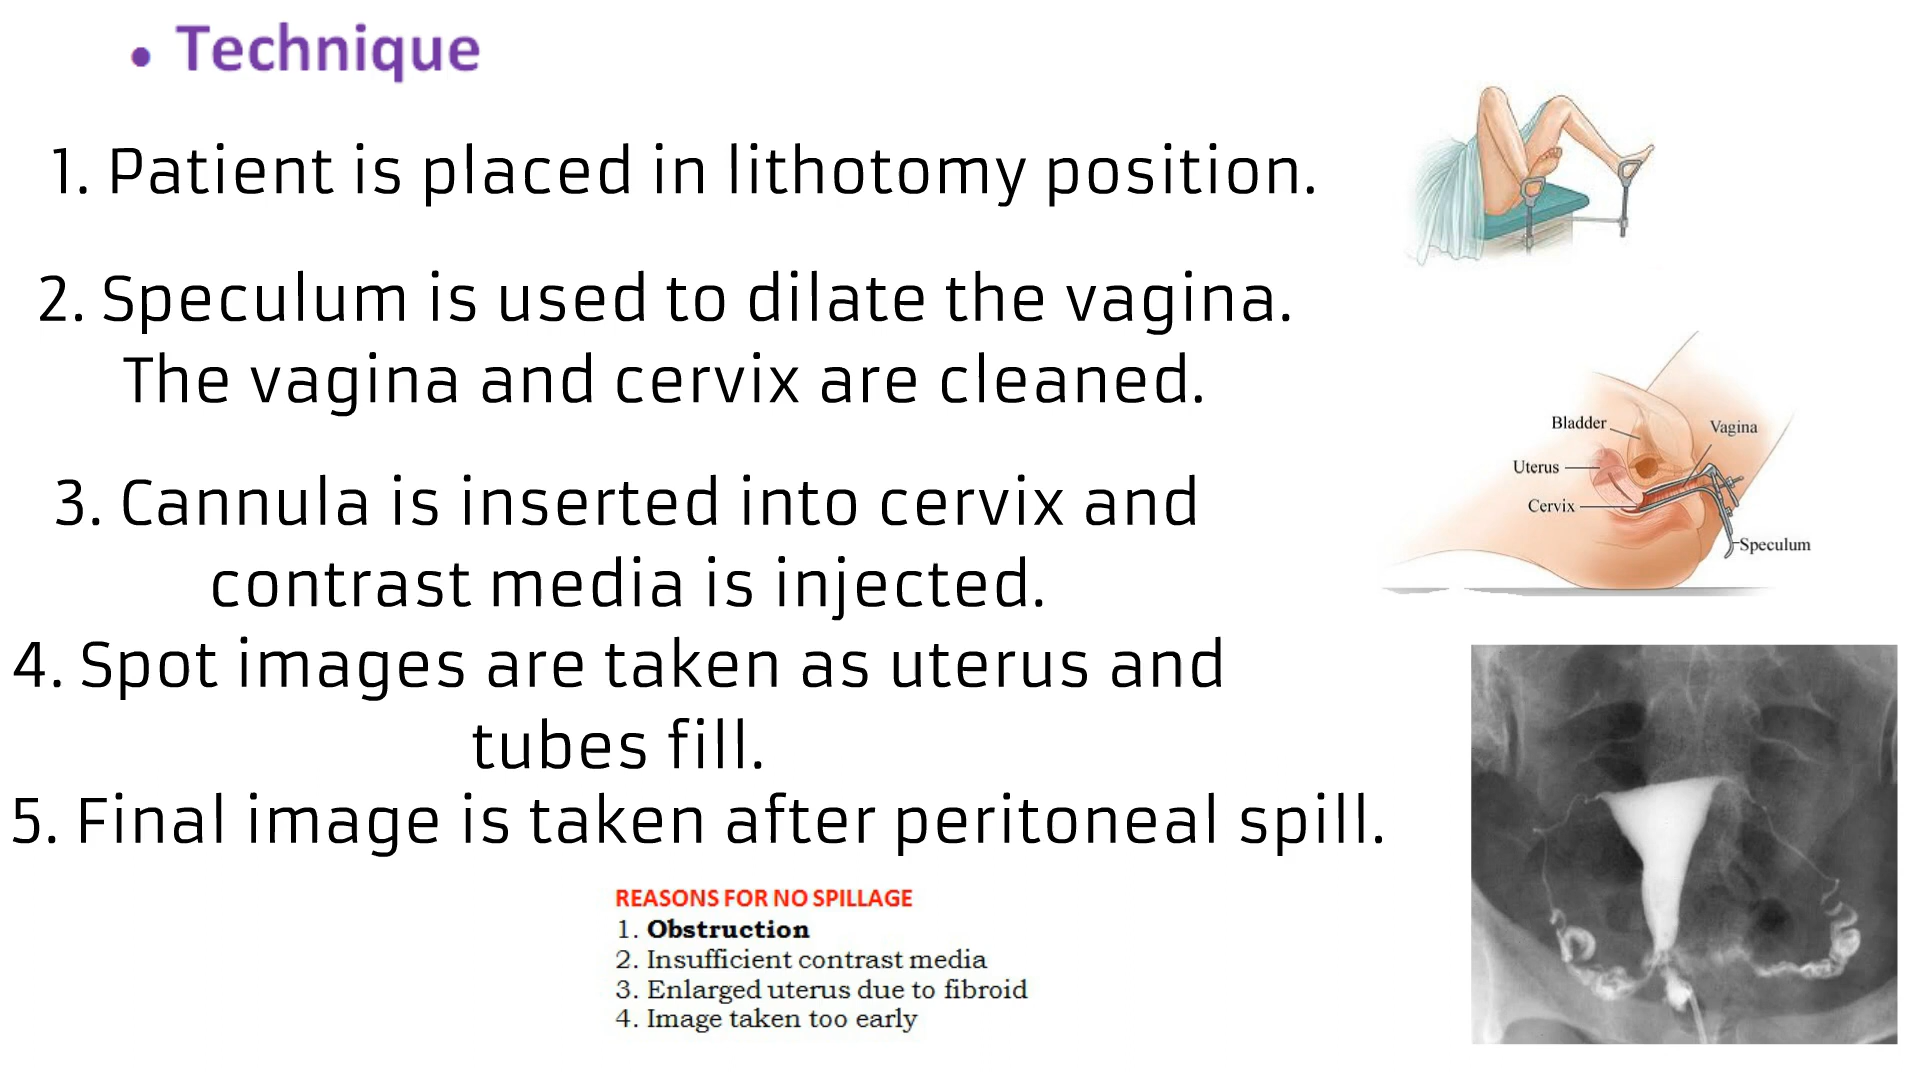 • Technique
1. Patient is placed in lithotomy position.
2. Speculum is used to dilate the vagina.
The vagina and cervix are cleaned.
3. Cannula is inserted into cervix and
contrast media is injected.
4. Spot images are taken as uterus and
tubes fill.
5. Final image is taken after peritoneal spill.
REASONS FOR NO SPILLAGE
1. Obstruction
2. Insufficient contrast media
3. Enlarged uterus due to fibroid
4. Image taken too early
Bladder
Vagina
Uterus
Cervix
Speculum